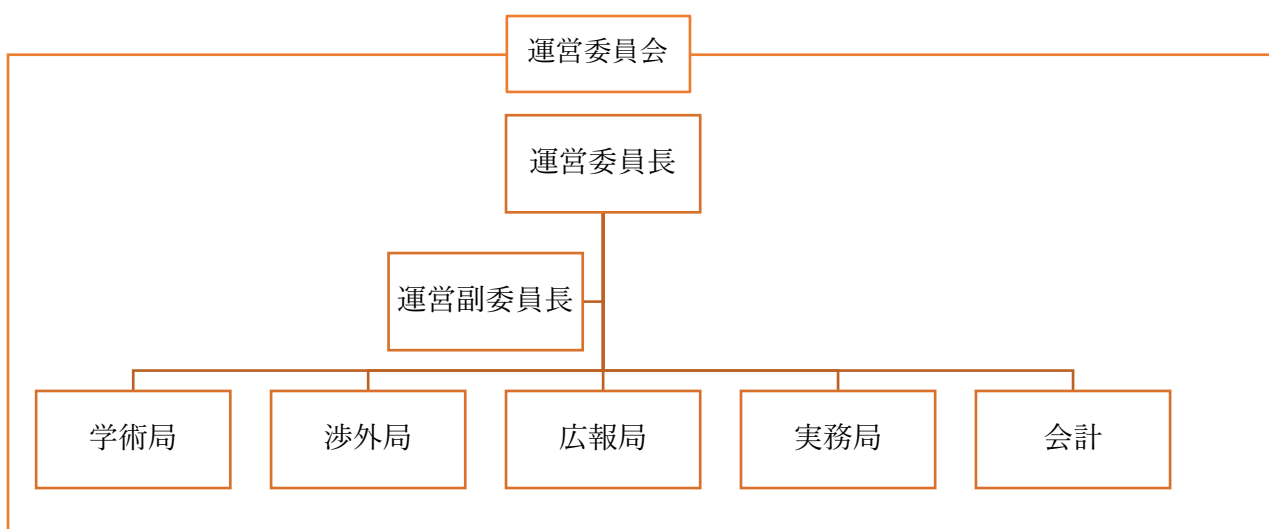 運営委員会
運営委員長
運営副委員長
学術局
渉外局
広報局
実務局
会計